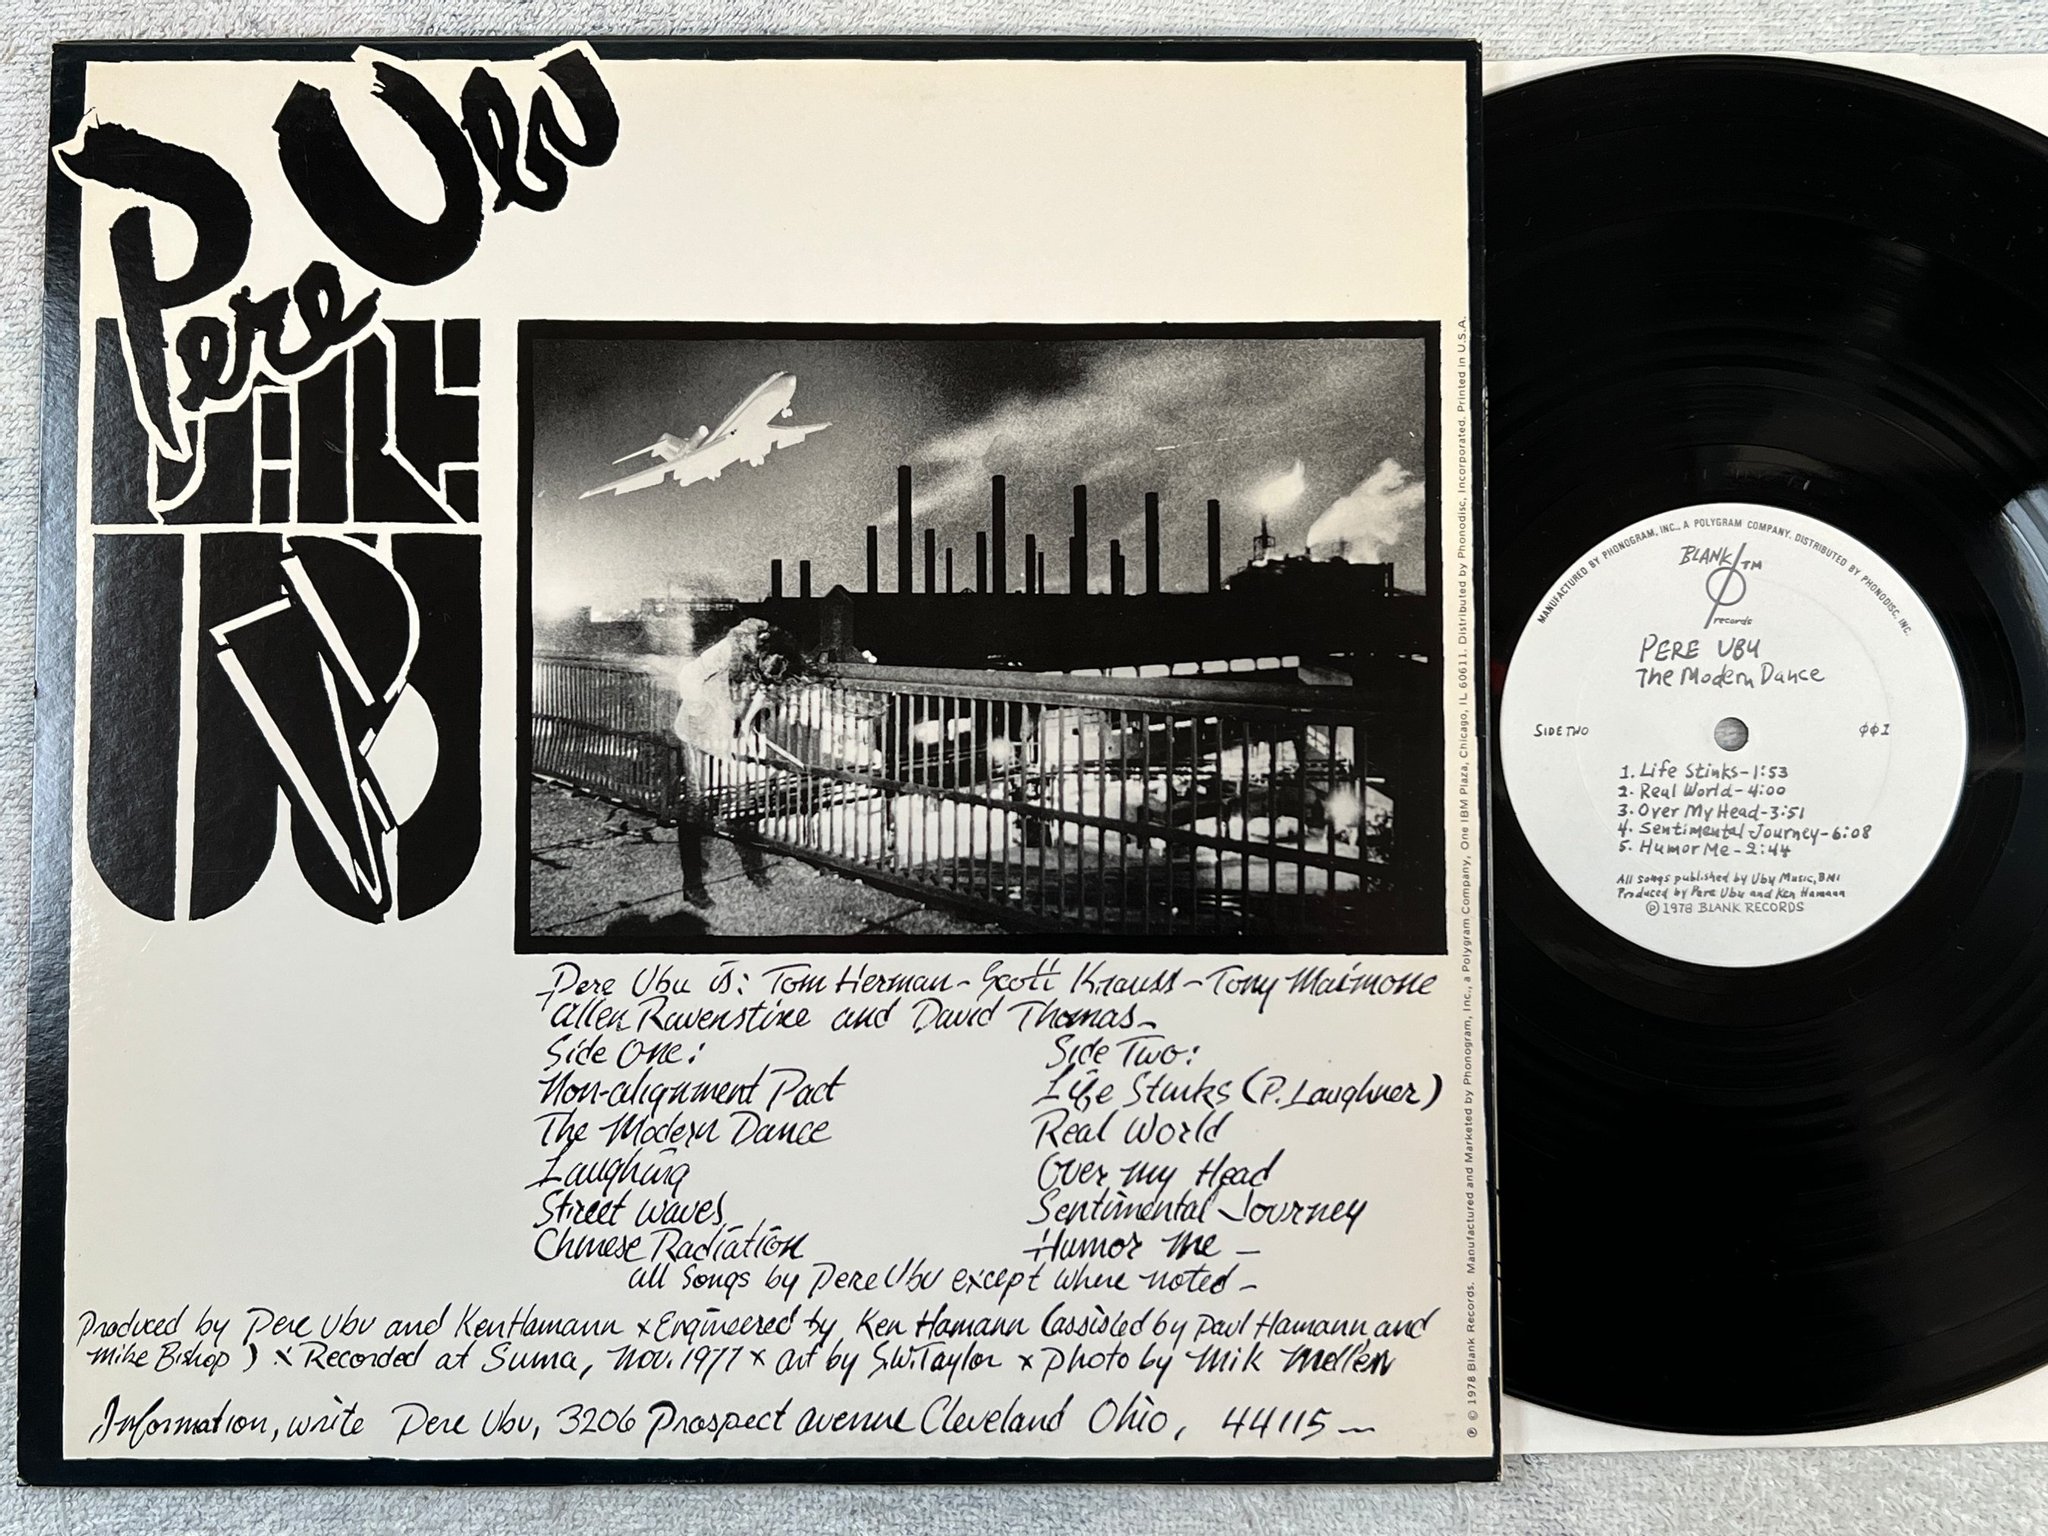 Pere Ubu
Pere Ubu is: Tom Herman - Scott Krauss - Tony Maimone
Allen Ravenstine and David Thomas -
Side One:
Non-alignment Pact
The Modern Dance
Laughing
Street Waves
Chinese Radiation
Side Two:
Life Stinks (P. Laughner)
Real World
Over My Head
Sentimental Journey
Humor Me -
all songs by Pere Ubu except where noted -
Produced by Pere Ubu and Ken Hamann x Engineered by Ken Hamann (assisted by Paul Hamann and
Mike Bishop) x Recorded at Suma, Nov. 1977 x Art by S.W. Taylor x Photo by Mik Mellen
Information, write Pere Ubu, 3206 Prospect avenue Cleveland Ohio, 44115 -
℗ © 1978 Blank Records. Manufactured and Marketed by Phonogram, Inc., a Polygram Company, One IBM Plaza, Chicago, IL 60611. Distributed by Phonodisc, Incorporated. Printed in U.S.A.
MANUFACTURED BY PHONOGRAM, INC., A POLYGRAM COMPANY. DISTRIBUTED BY PHONODISC, INC.
BLANK TM
records
PERE UBU
The Modern Dance
SIDE TWO
ØØ1
1. Life Stinks - 1:53
2. Real World - 4:00
3. Over My Head - 3:51
4. Sentimental Journey - 6:08
5. Humor Me - 2:44
All songs published by Ubu Music, BMI
Produced by Pere Ubu and Ken Hamann
℗ 1978 BLANK RECORDS